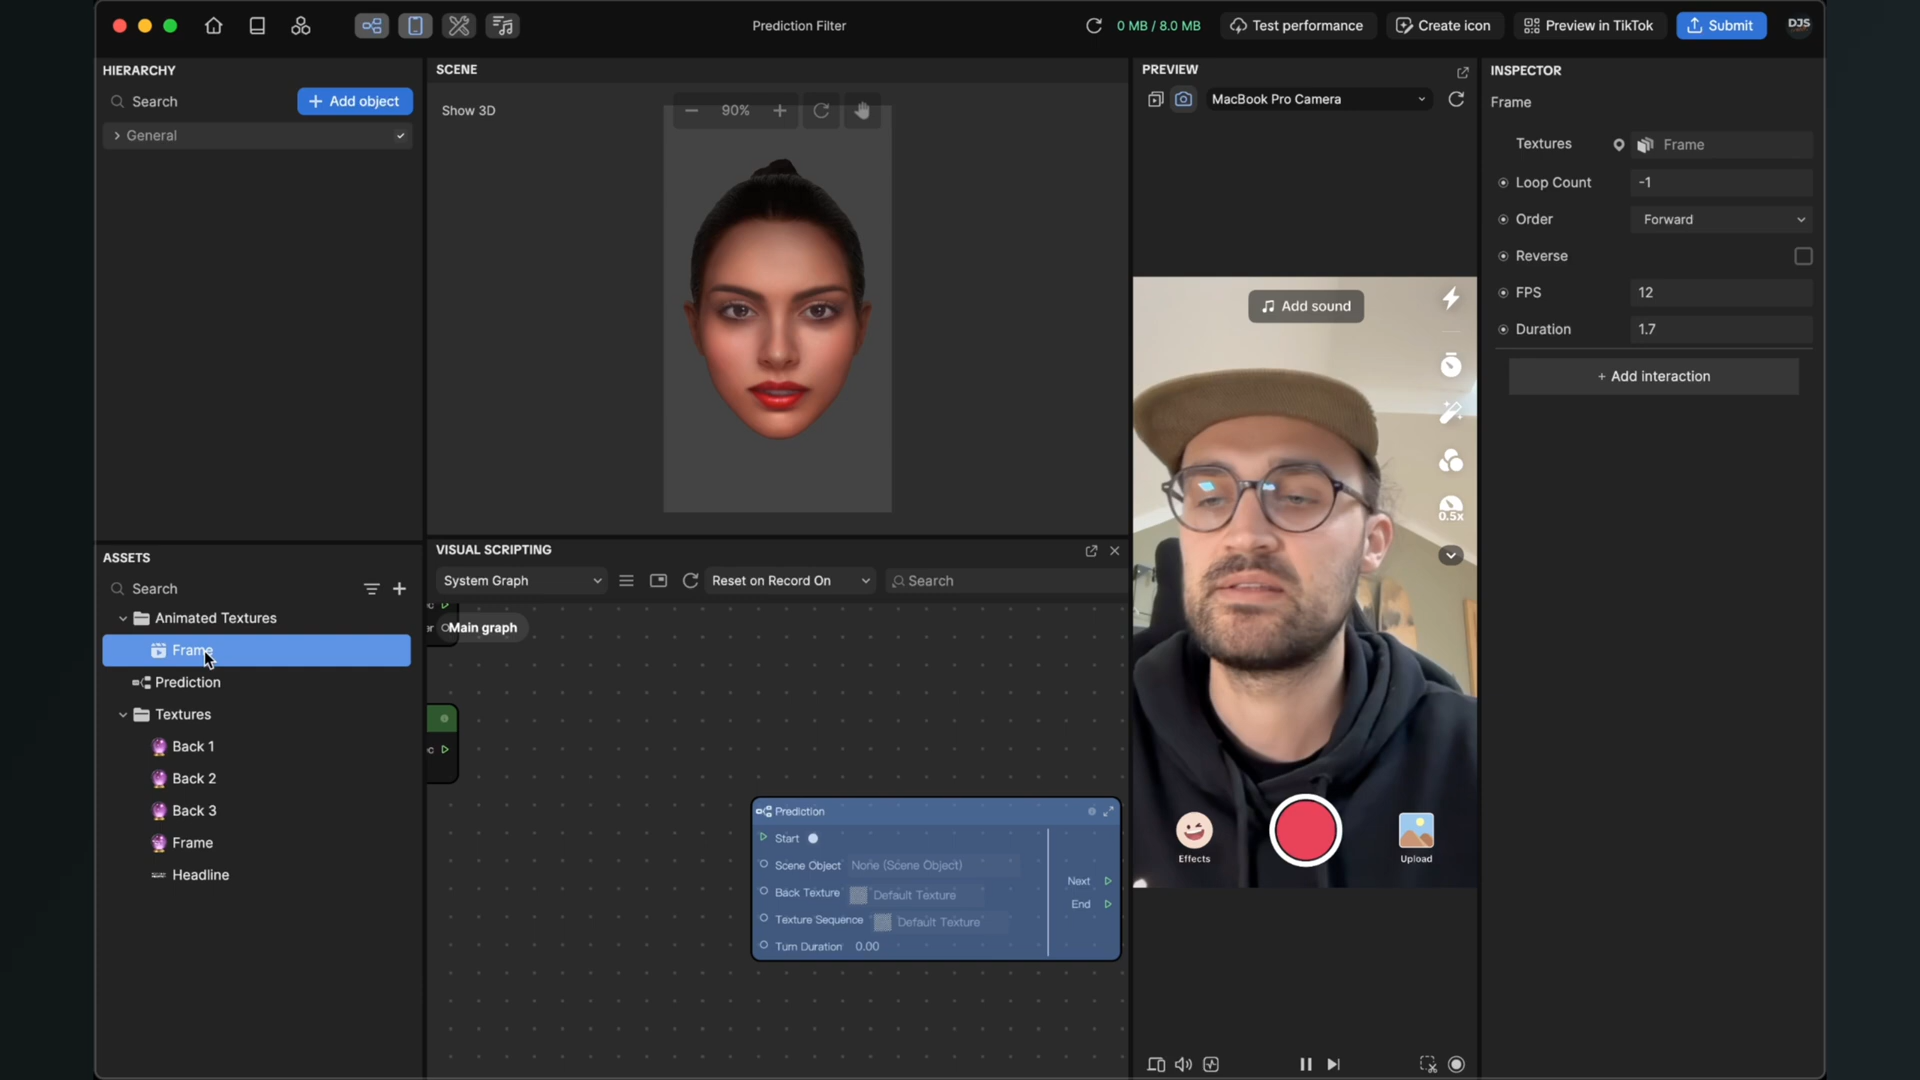 Prediction Filter
0 MB / 8.0 MB
Test performance
Create icon
Preview in TikTok
Submit
DJS
HIERARCHY
Search
Add object
General
SCENE
Show 3D
90%
PREVIEW
MacBook Pro Camera
Add sound
0.5x
Effects
Upload
INSPECTOR
Frame
Textures Frame
Loop Count -1
Order Forward
Reverse
FPS 12
Duration 1.7
+ Add interaction
ASSETS
Search
Animated Textures
Frame
Prediction
Textures
Back 1
Back 2
Back 3
Frame
Headline
VISUAL SCRIPTING
System Graph
Reset on Record On
Search
Main graph
Prediction
Start
Scene Object None (Scene Object)
Back Texture Default Texture
Texture Sequence Default Texture
Turn Duration 0.00
Next
End